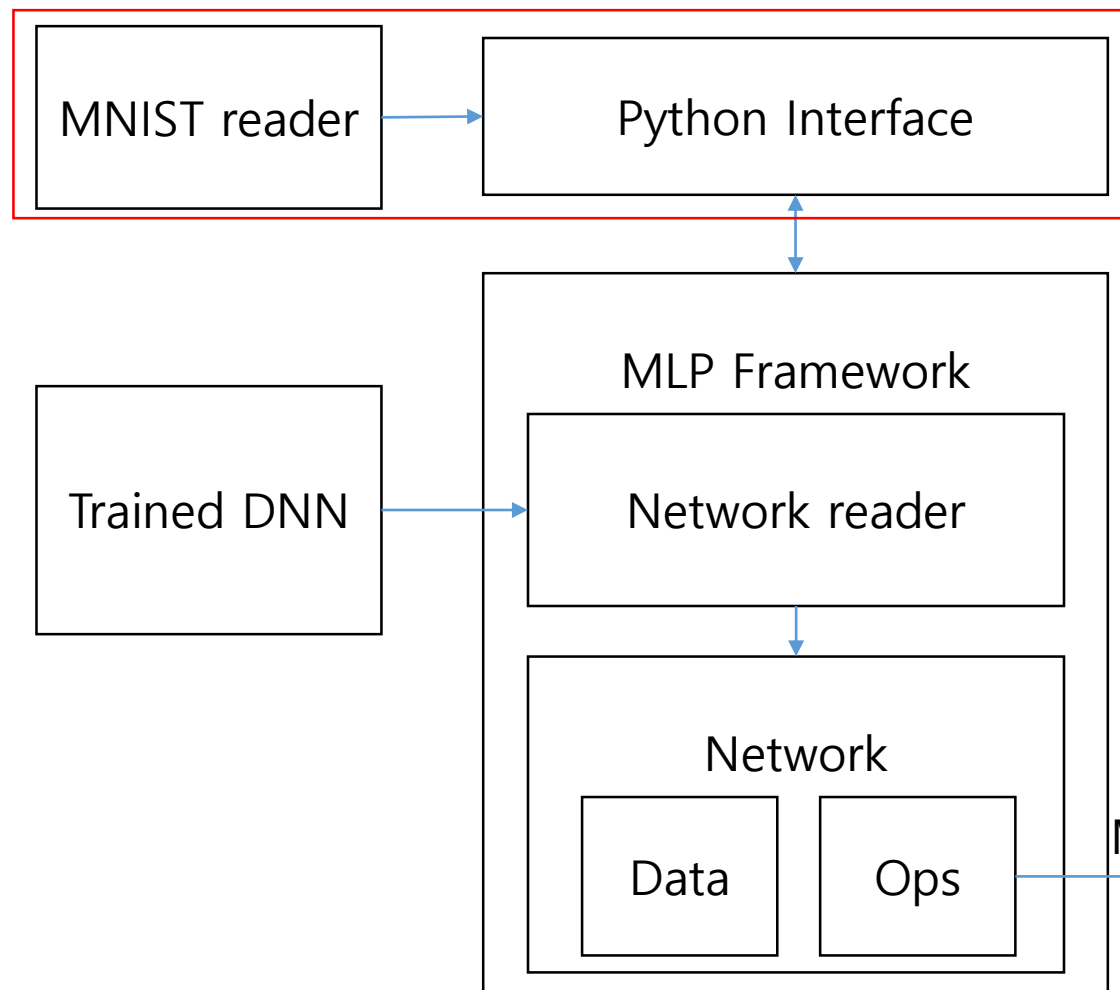 MNIST reader
Python Interface
MLP Framework
Trained DNN
Network reader
Network
Data
Ops